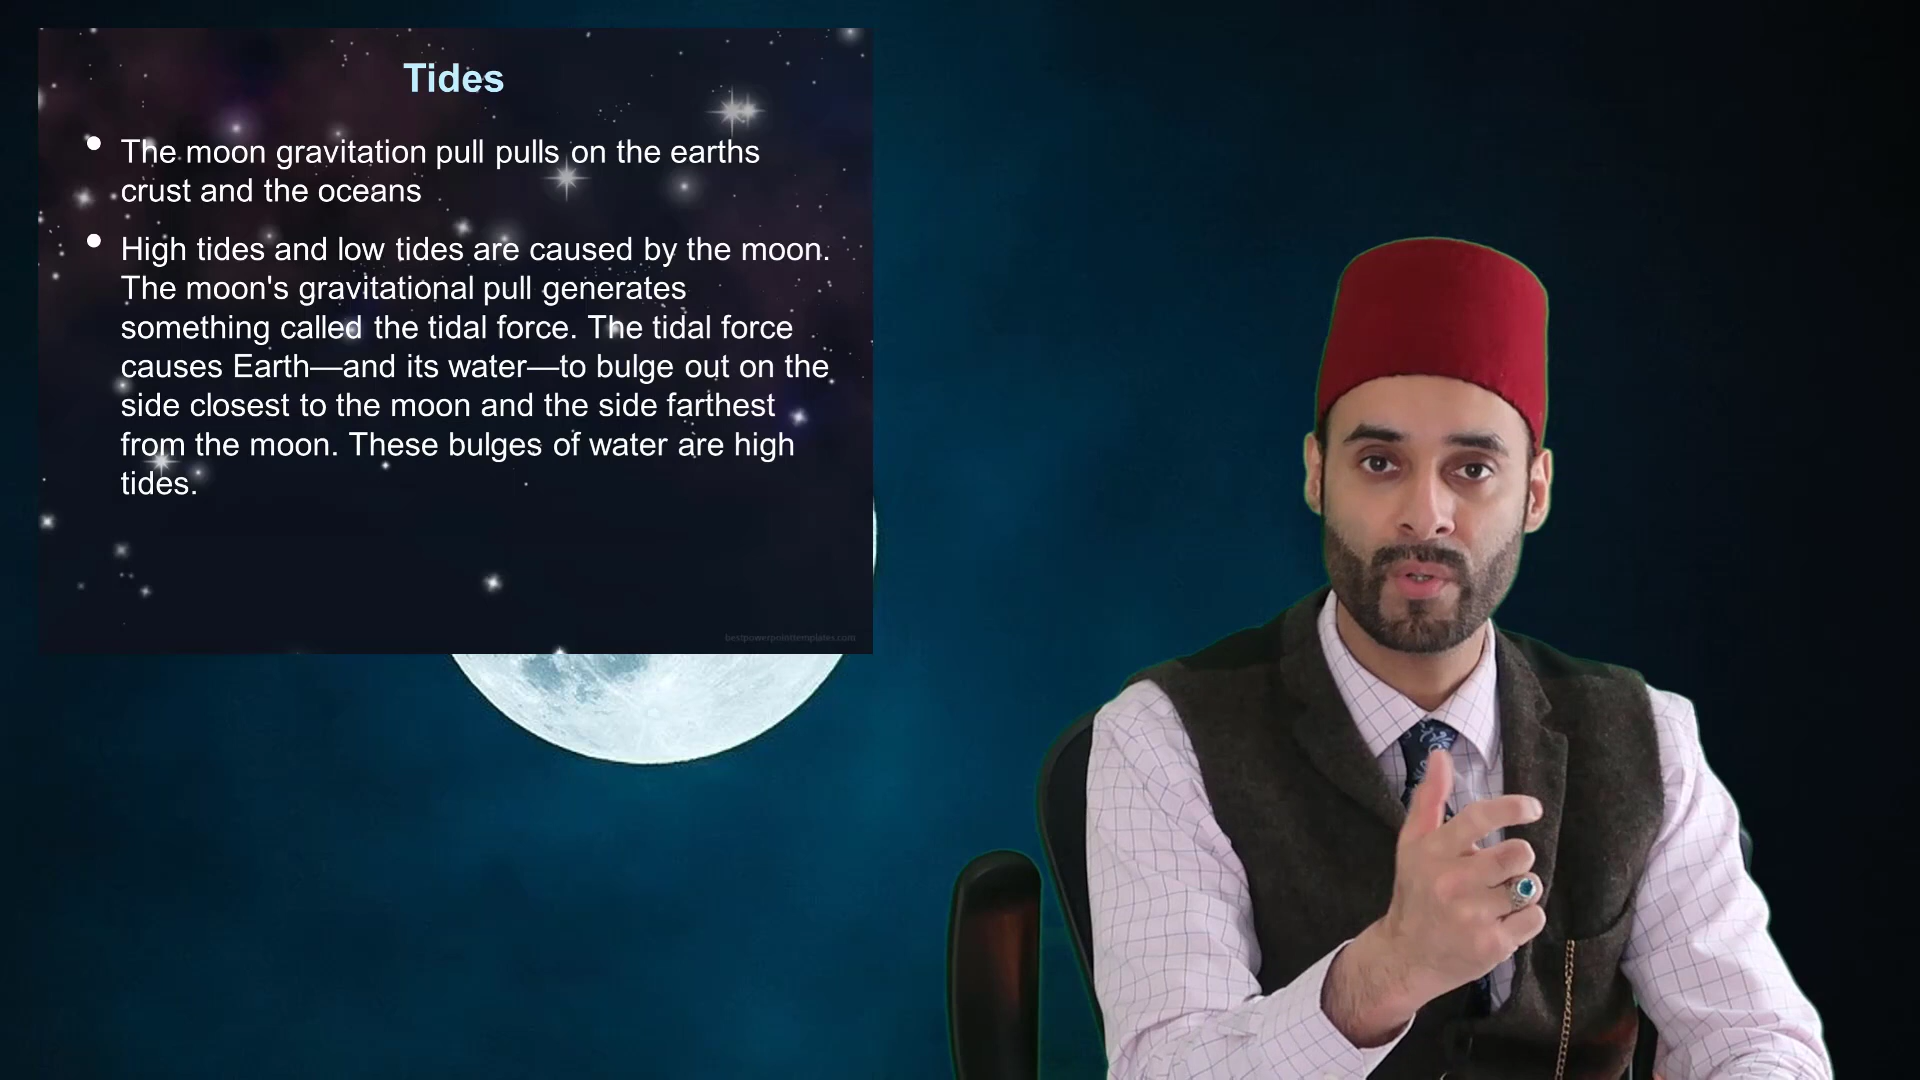 Tides
• The moon gravitation pull pulls on the earths
crust and the oceans
• High tides and low tides are caused by the moon.
The moon's gravitational pull generates
something called the tidal force. The tidal force
causes Earth—and its water—to bulge out on the
side closest to the moon and the side farthest
from the moon. These bulges of water are high
tides.
bestpowerpointtemplates.com